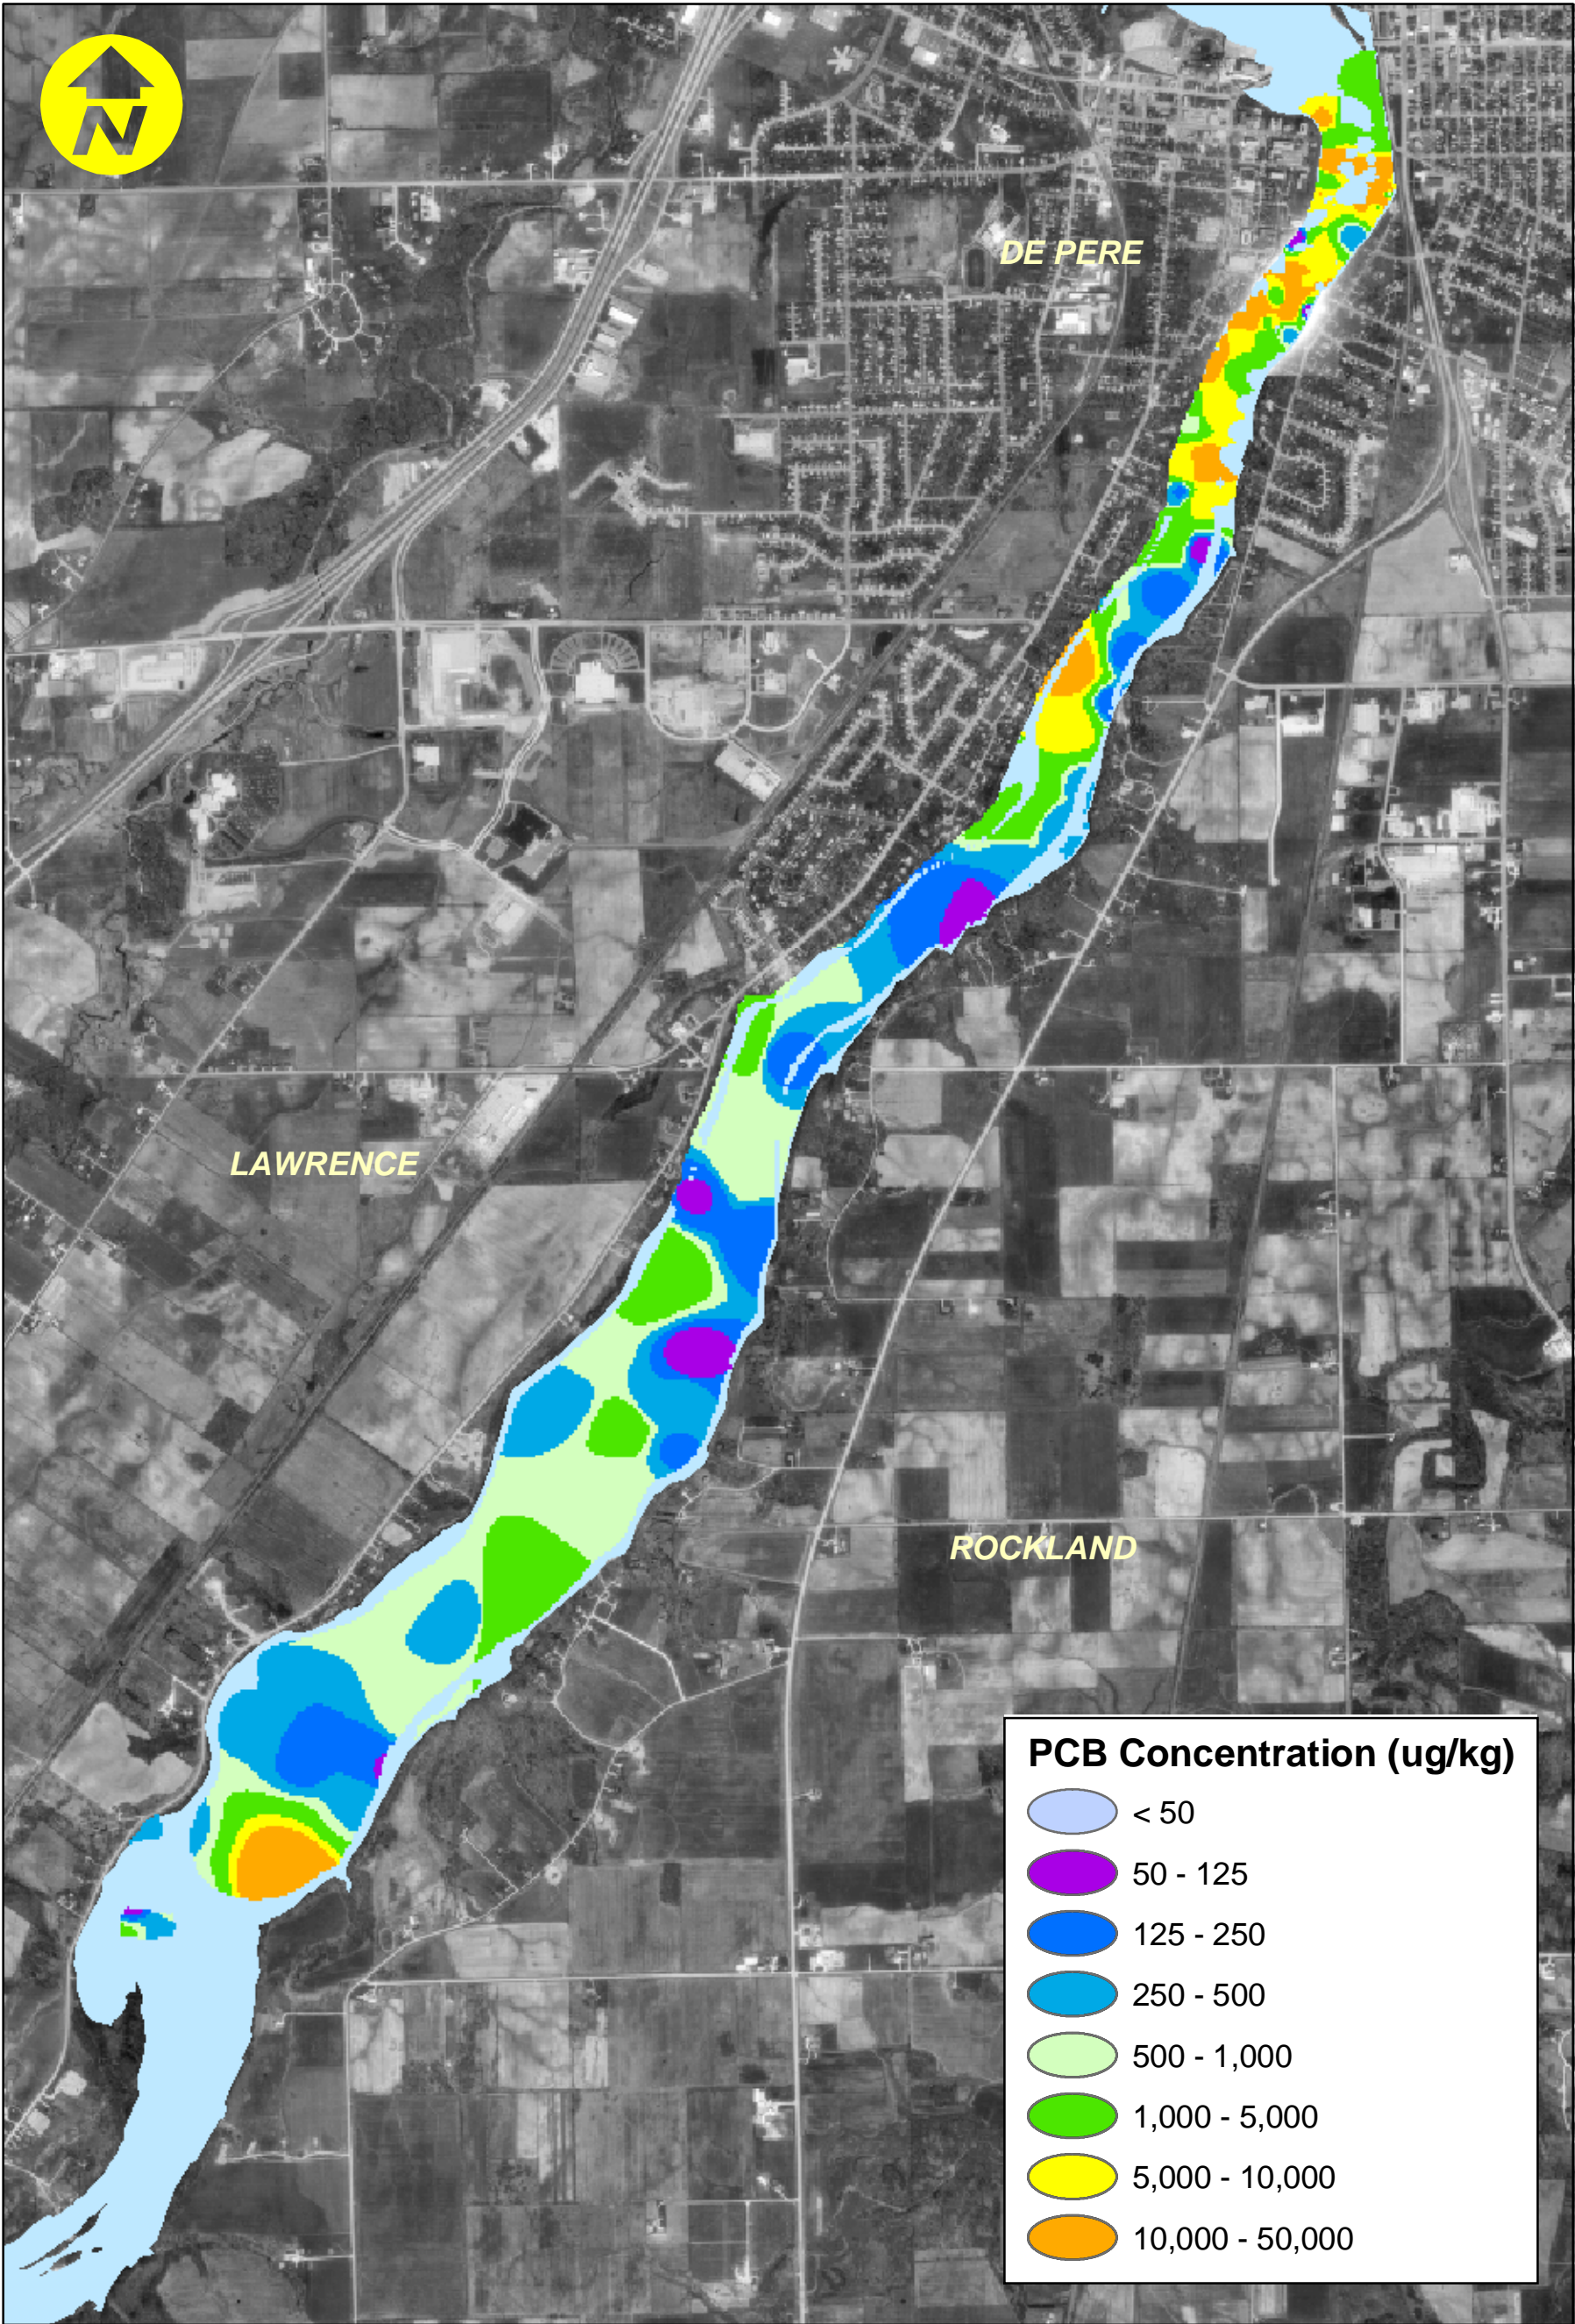 N
DE PERE
LAWRENCE
ROCKLAND
PCB Concentration (ug/kg)
< 50
50 - 125
125 - 250
250 - 500
500 - 1,000
1,000 - 5,000
5,000 - 10,000
10,000 - 50,000